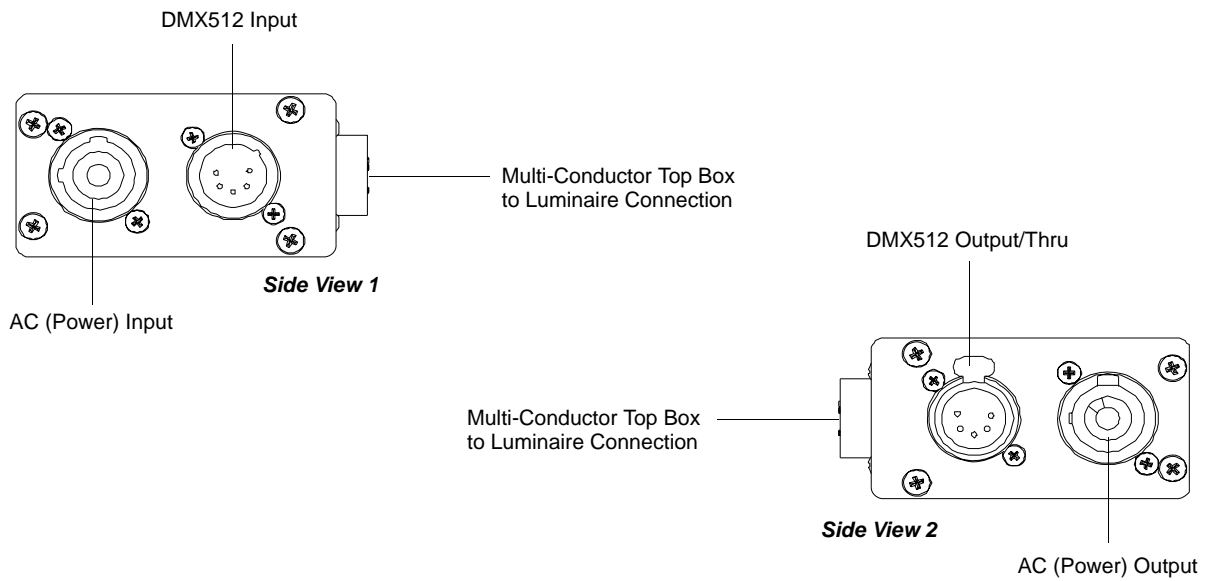 DMX512 Input
Multi-Conductor Top Box
to Luminaire Connection
Side View 1
AC (Power) Input
DMX512 Output/Thru
Multi-Conductor Top Box
to Luminaire Connection
Side View 2
AC (Power) Output